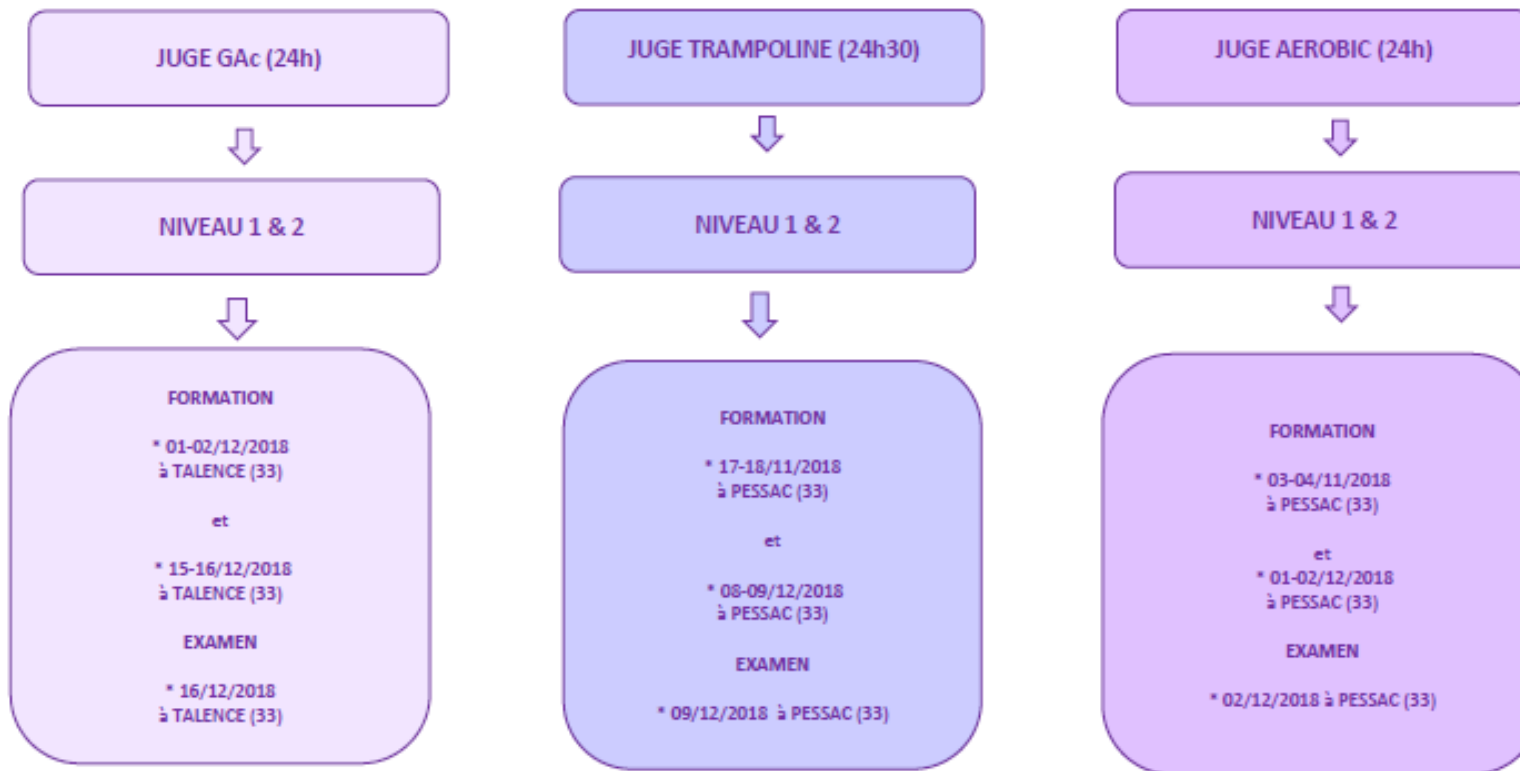 JUGE GAc (24h)
NIVEAU 1 & 2
FORMATION
* 01-02/12/2018
à TALENCE (33)
et
* 15-16/12/2018
à TALENCE (33)
EXAMEN
* 16/12/2018
à TALENCE (33)
JUGE TRAMPOLINE (24h30)
NIVEAU 1 & 2
FORMATION
* 17-18/11/2018
à PESSAC (33)
et
* 08-09/12/2018
à PESSAC (33)
EXAMEN
* 09/12/2018 à PESSAC (33)
JUGE AEROBIC (24h)
NIVEAU 1 & 2
FORMATION
* 03-04/11/2018
à PESSAC (33)
et
* 01-02/12/2018
à PESSAC (33)
EXAMEN
* 02/12/2018 à PESSAC (33)